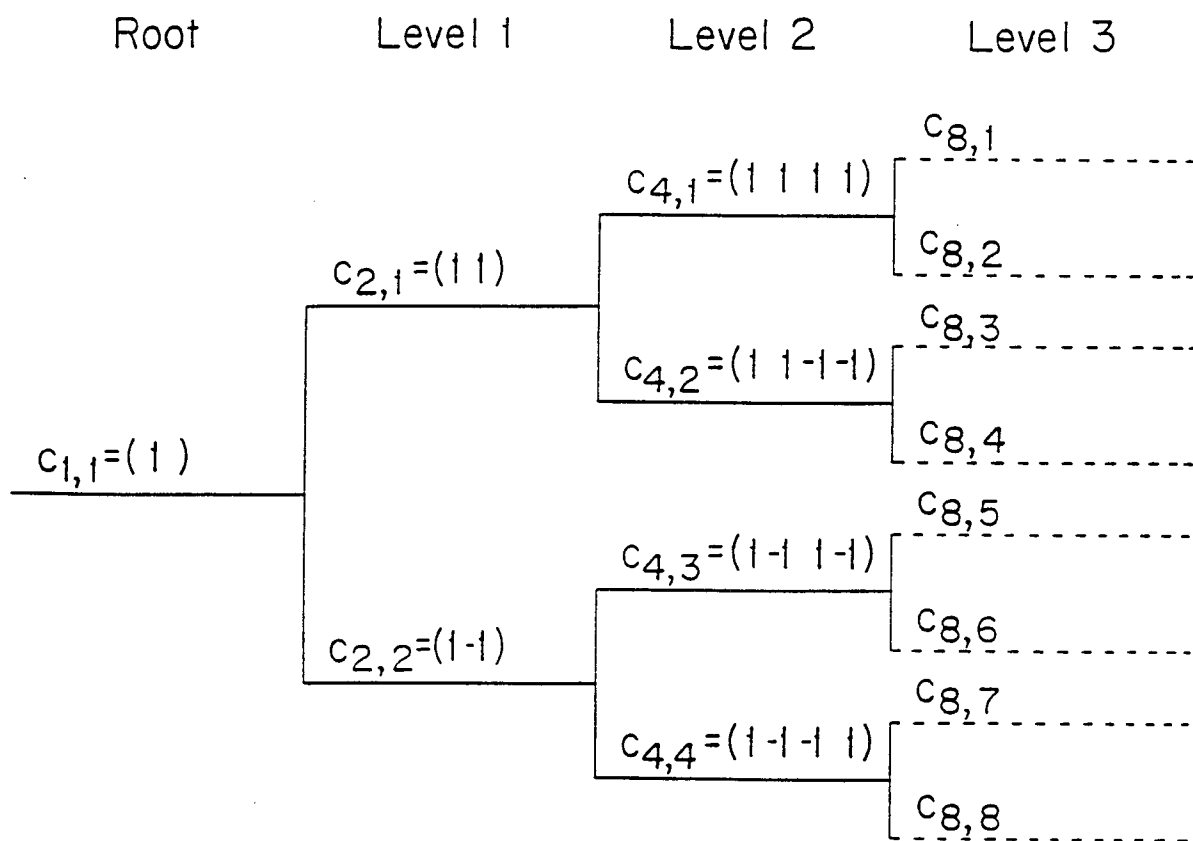 Root Level 1 Level 2 Level 3
c8,1
c4,1=(1 1 1 1)
c8,2
c2,1=(1 1)
c8,3
c4,2=(1 1-1-1)
c8,4
c1,1=(1)
c8,5
c4,3=(1-1 1-1)
c8,6
c2,2=(1-1)
c8,7
c4,4=(1-1-1 1)
c8,8